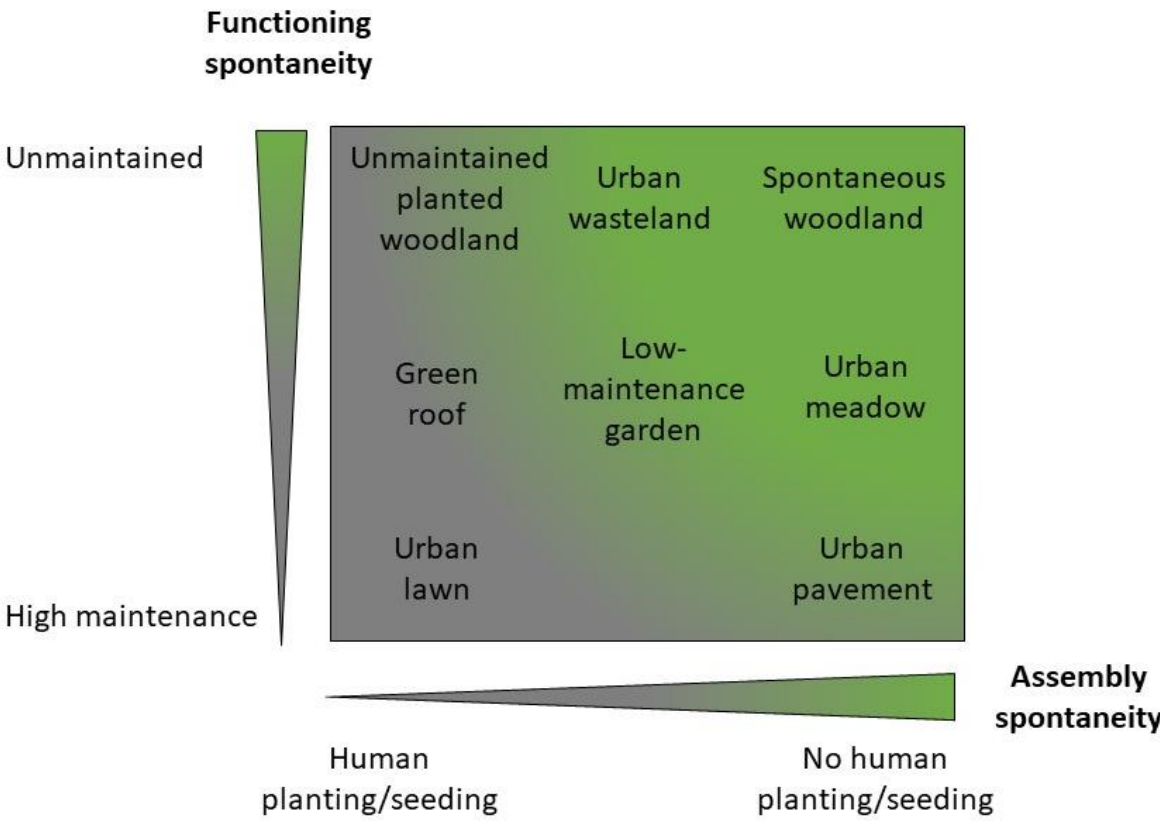 Functioning
spontaneity
Unmaintained
Unmaintained
planted
woodland
Urban
wasteland
Spontaneous
woodland
Green
roof
Low-
maintenance
garden
Urban
meadow
Urban
lawn
Urban
pavement
High maintenance
Assembly
spontaneity
Human
planting/seeding
No human
planting/seeding